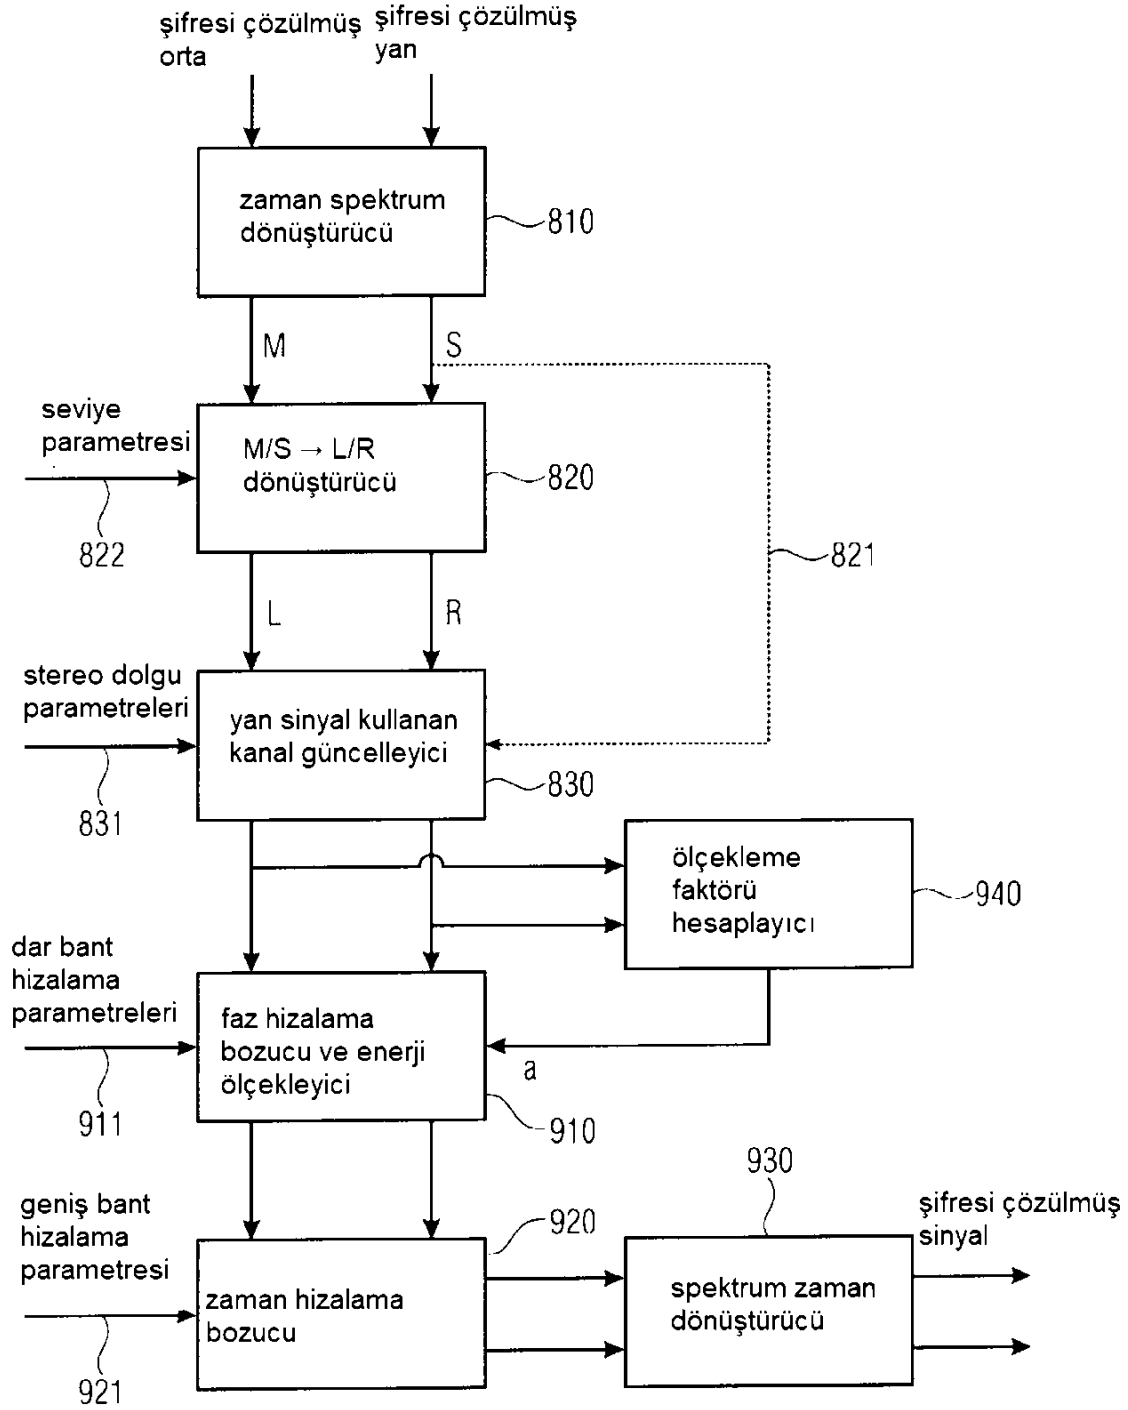 şifresi çözülmüş
orta
şifresi çözülmüş
yan
zaman spektrum
dönüştürücü
810
M
S
seviye
parametresi
822
M/S → L/R
dönüştürücü
820
821
L
R
stereo dolgu
parametreleri
831
yan sinyal kullanan
kanal güncelleyici
830
ölçekleme
faktörü
hesaplayıcı
940
dar bant
hizalama
parametreleri
911
faz hizalama
bozucu ve enerji
ölçekleyici
a
910
geniş bant
hizalama
parametresi
921
zaman hizalama
bozucu
920
930
spektrum zaman
dönüştürücü
şifresi çözülmüş
sinyal